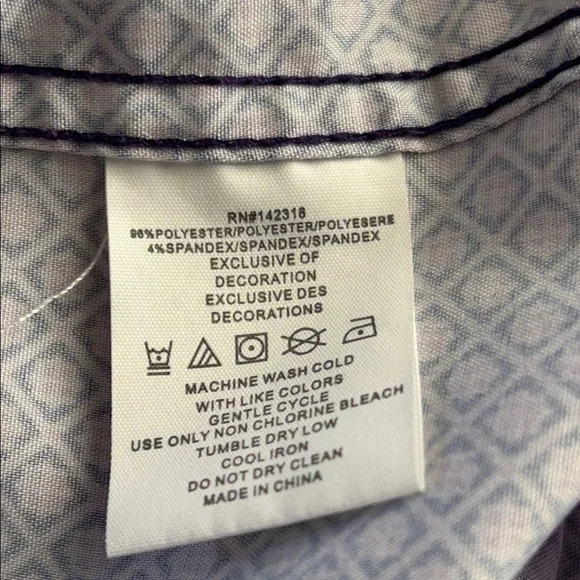 RN#142318
96%POLYESTER/POLYESTER/POLYESERE
4%SPANDEX/SPANDEX/SPANDEX
EXCLUSIVE OF
DECORATION
EXCLUSIVE DES
DECORATIONS
MACHINE WASH COLD
WITH LIKE COLORS
GENTLE CYCLE
USE ONLY NON CHLORINE BLEACH
TUMBLE DRY LOW
COOL IRON
DO NOT DRY CLEAN
MADE IN CHINA